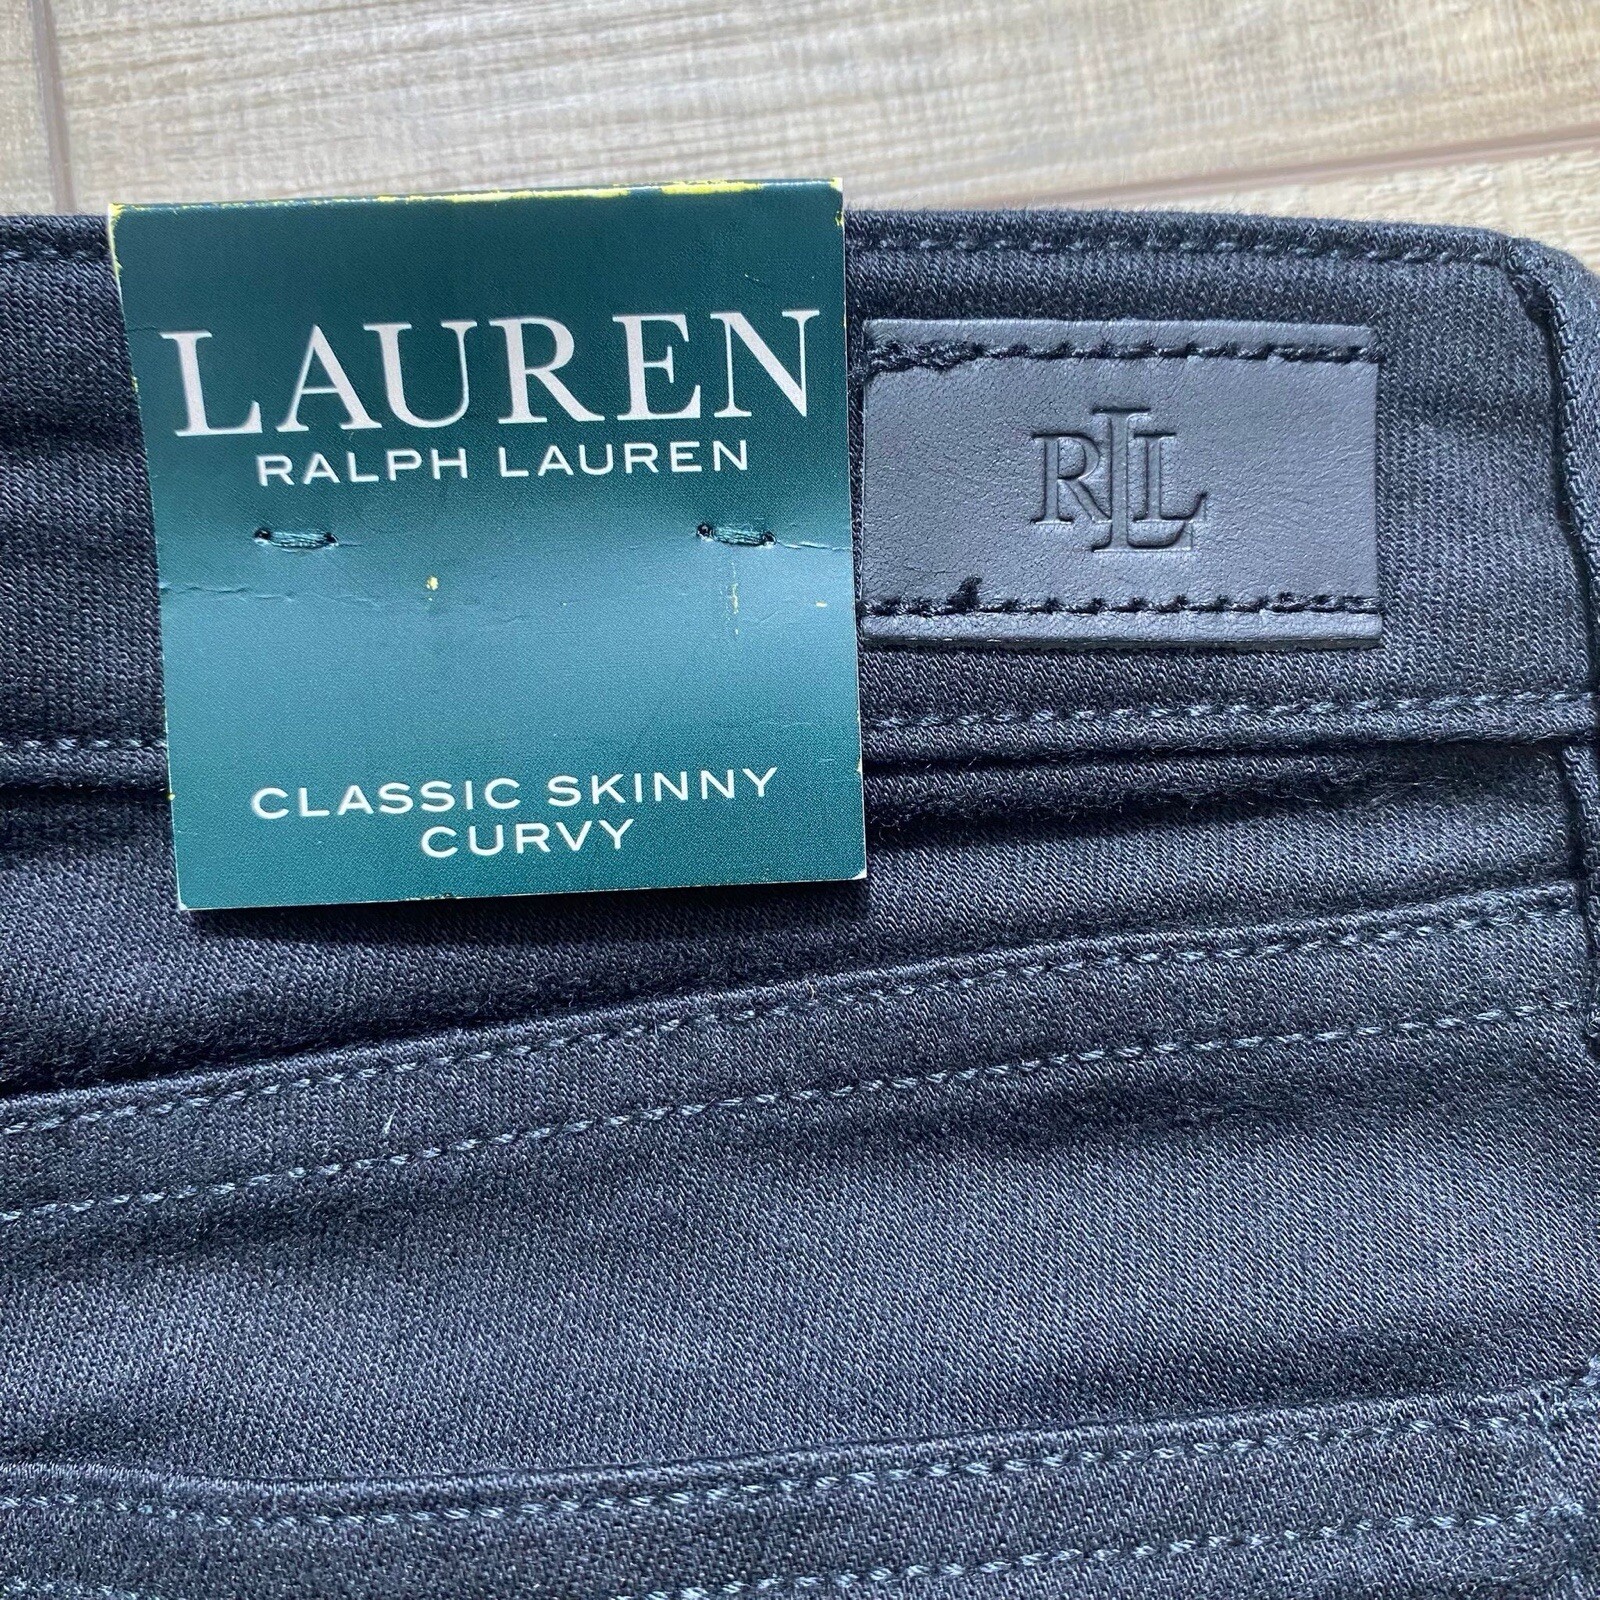 LAUREN
RALPH LAUREN
CLASSIC SKINNY
CURVY
RLL